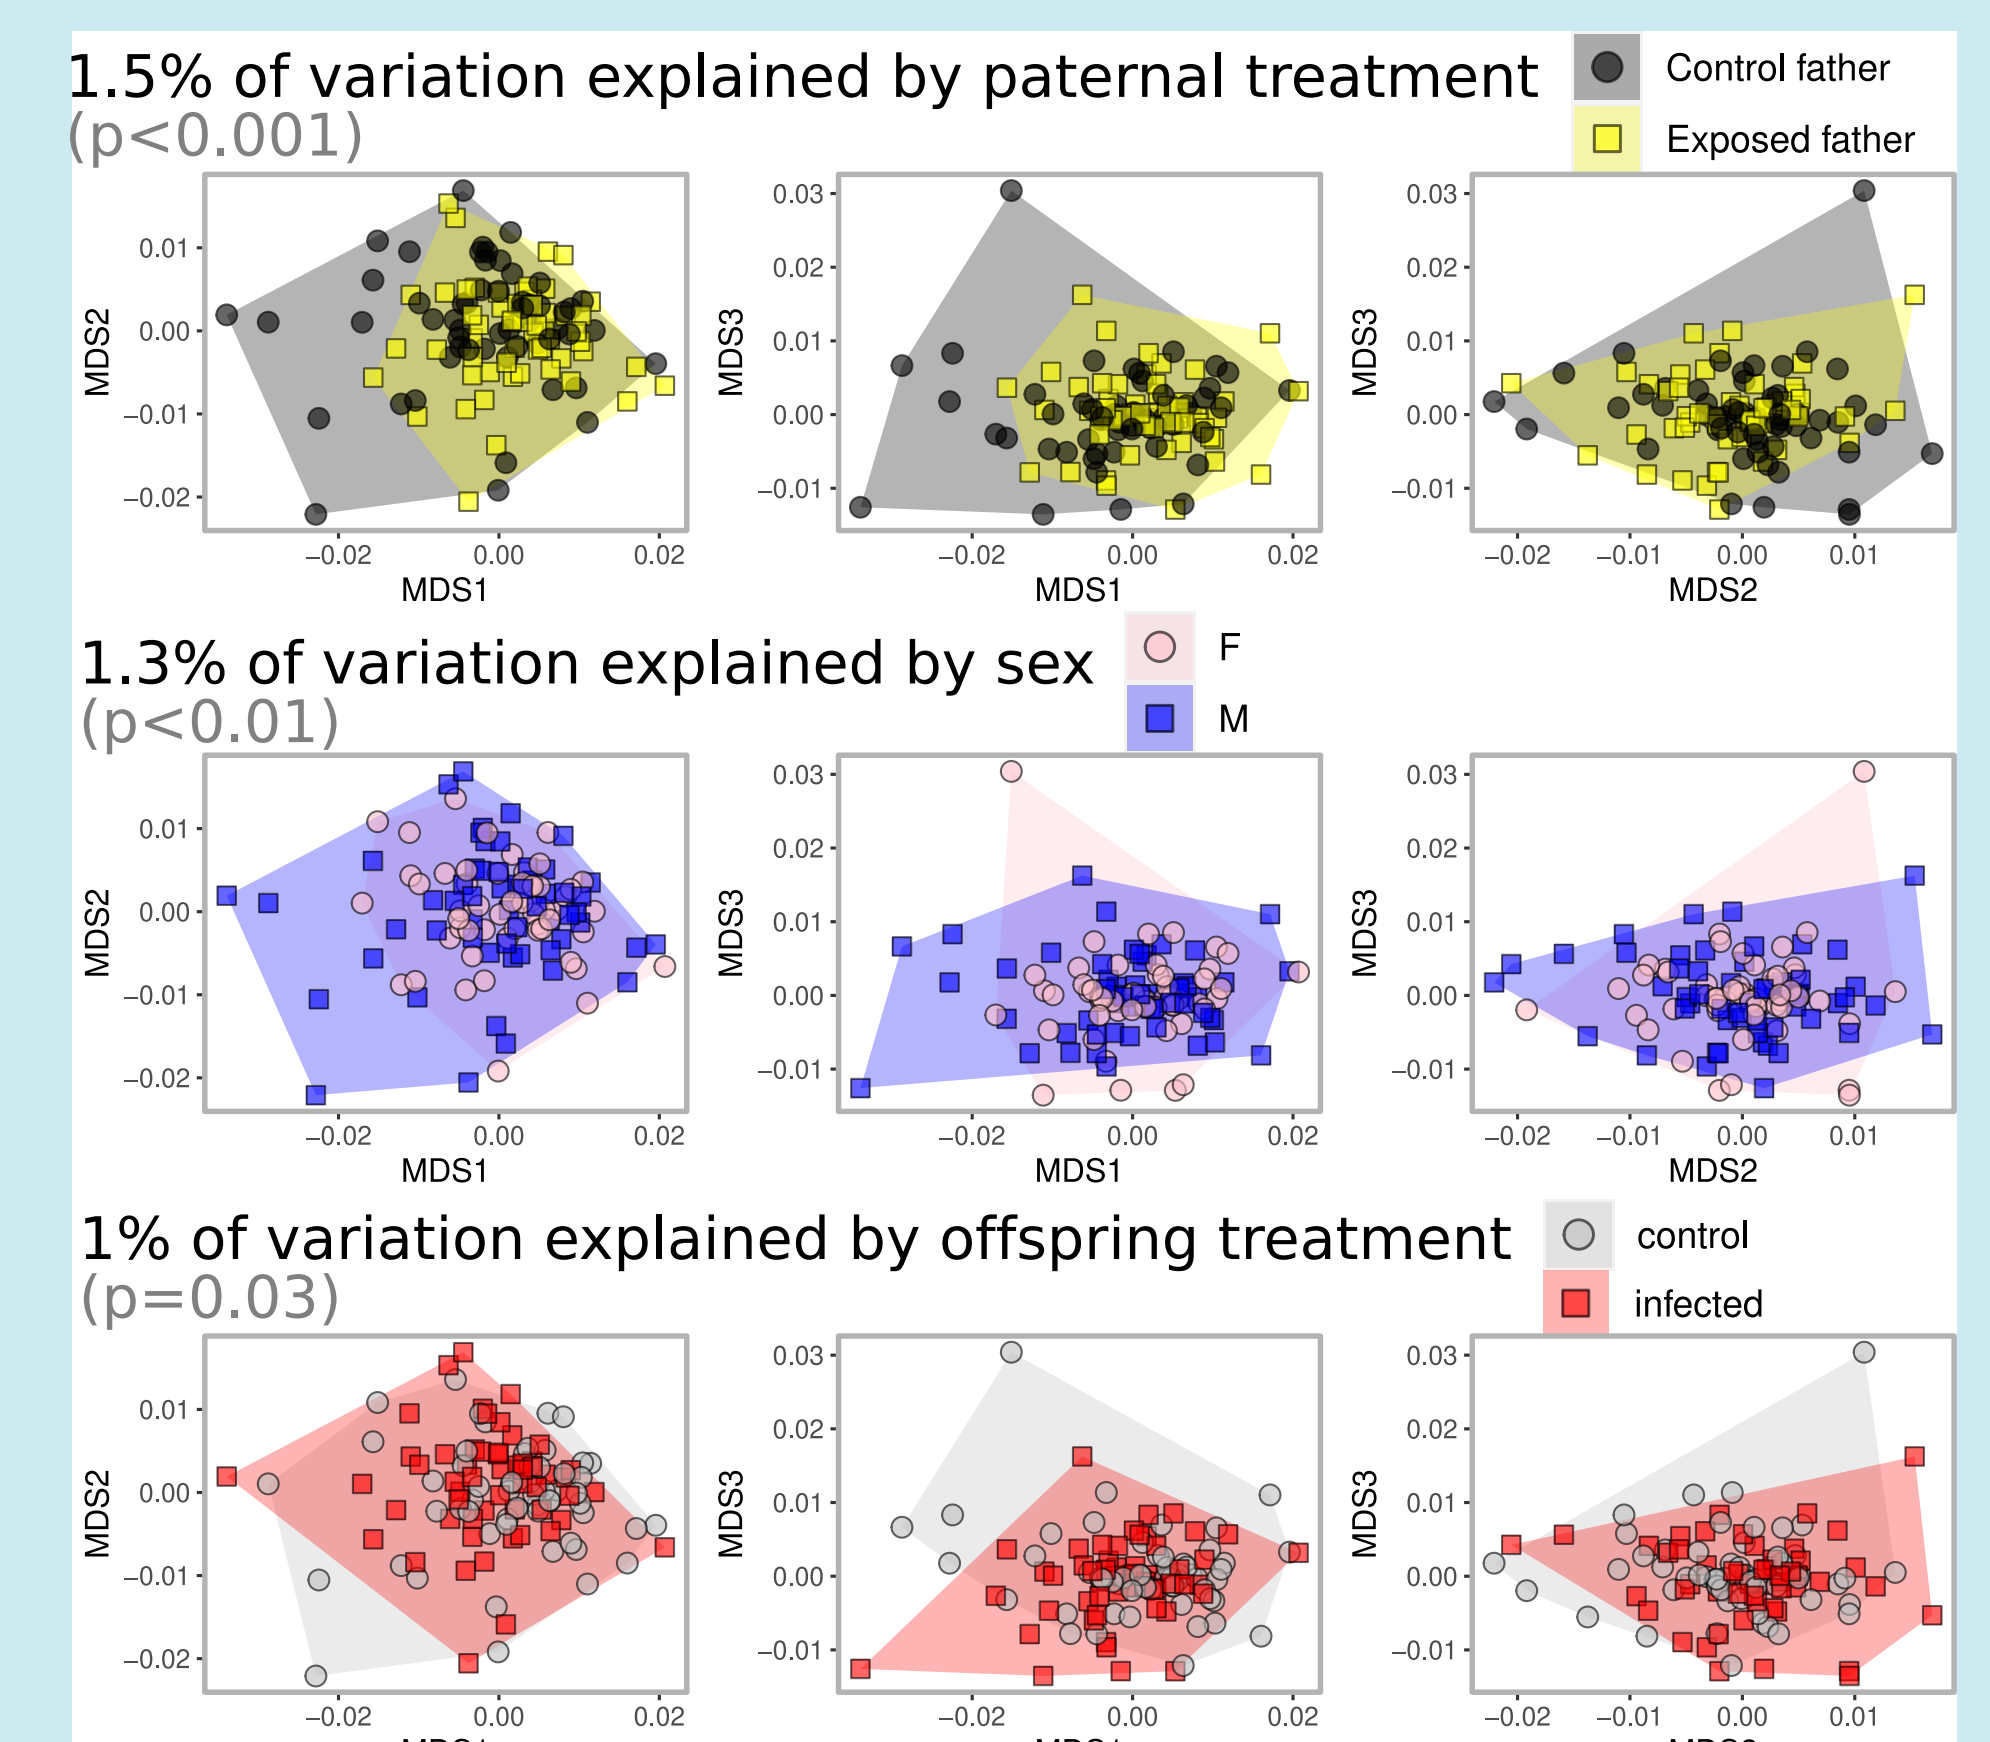 1.5% of variation explained by paternal treatment
(p<0.001)
Control father
Exposed father
MDS2
0.01
0.00
−0.01
−0.02
−0.02 0.00 0.02
MDS1
MDS3
0.03
0.02
0.01
0.00
−0.01
−0.02 0.00 0.02
MDS1
MDS3
0.03
0.02
0.01
0.00
−0.01
−0.02 −0.01 0.00 0.01
MDS2
1.3% of variation explained by sex
(p<0.01)
F
M
MDS2
0.01
0.00
−0.01
−0.02
−0.02 0.00 0.02
MDS1
MDS3
0.03
0.02
0.01
0.00
−0.01
−0.02 0.00 0.02
MDS1
MDS3
0.03
0.02
0.01
0.00
−0.01
−0.02 −0.01 0.00 0.01
MDS2
1% of variation explained by offspring treatment
(p=0.03)
control
infected
MDS2
0.01
0.00
−0.01
−0.02
−0.02 0.00 0.02
MDS3
0.03
0.02
0.01
0.00
−0.01
−0.02 0.00 0.02
MDS3
0.03
0.02
0.01
0.00
−0.01
−0.02 −0.01 0.00 0.01